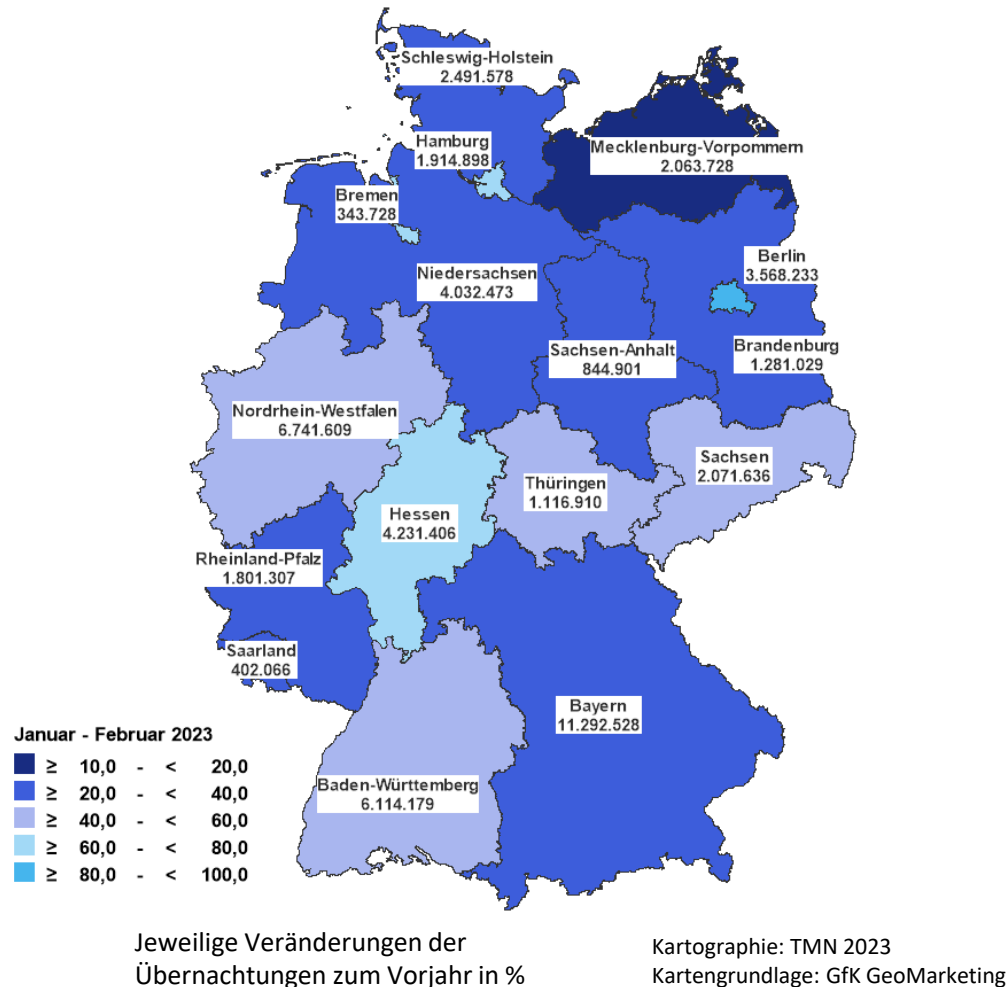 Schleswig-Holstein
2.491.578
Hamburg
1.914.898
Mecklenburg-Vorpommern
2.063.728
Bremen
343.728
Berlin
3.568.233
Niedersachsen
4.032.473
Sachsen-Anhalt
844.901
Brandenburg
1.281.029
Nordrhein-Westfalen
6.741.609
Sachsen
2.071.636
Thüringen
1.116.910
Hessen
4.231.406
Rheinland-Pfalz
1.801.307
Saarland
402.066
Bayern
11.292.528
Baden-Württemberg
6.114.179
Januar - Februar 2023
≥ 10,0 - < 20,0
≥ 20,0 - < 40,0
≥ 40,0 - < 60,0
≥ 60,0 - < 80,0
≥ 80,0 - < 100,0
Jeweilige Veränderungen der
Übernachtungen zum Vorjahr in %
Kartographie: TMN 2023
Kartengrundlage: GfK GeoMarketing